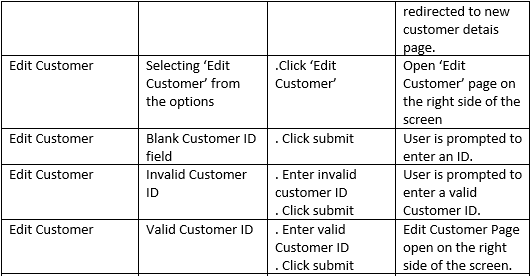 redirected to new
customer detais
page.
Edit Customer
Selecting ‘Edit
Customer’ from
the options
.Click ‘Edit
Customer’
Open ‘Edit
Customer’ page on
the right side of the
screen
Edit Customer
Blank Customer ID
field
. Click submit
User is prompted to
enter an ID.
Edit Customer
Invalid Customer
ID
. Enter invalid
customer ID
. Click submit
User is prompted to
enter a valid
Customer ID.
Edit Customer
Valid Customer ID
. Enter valid
Customer ID
. Click submit
Edit Customer Page
open on the right
side of the screen.